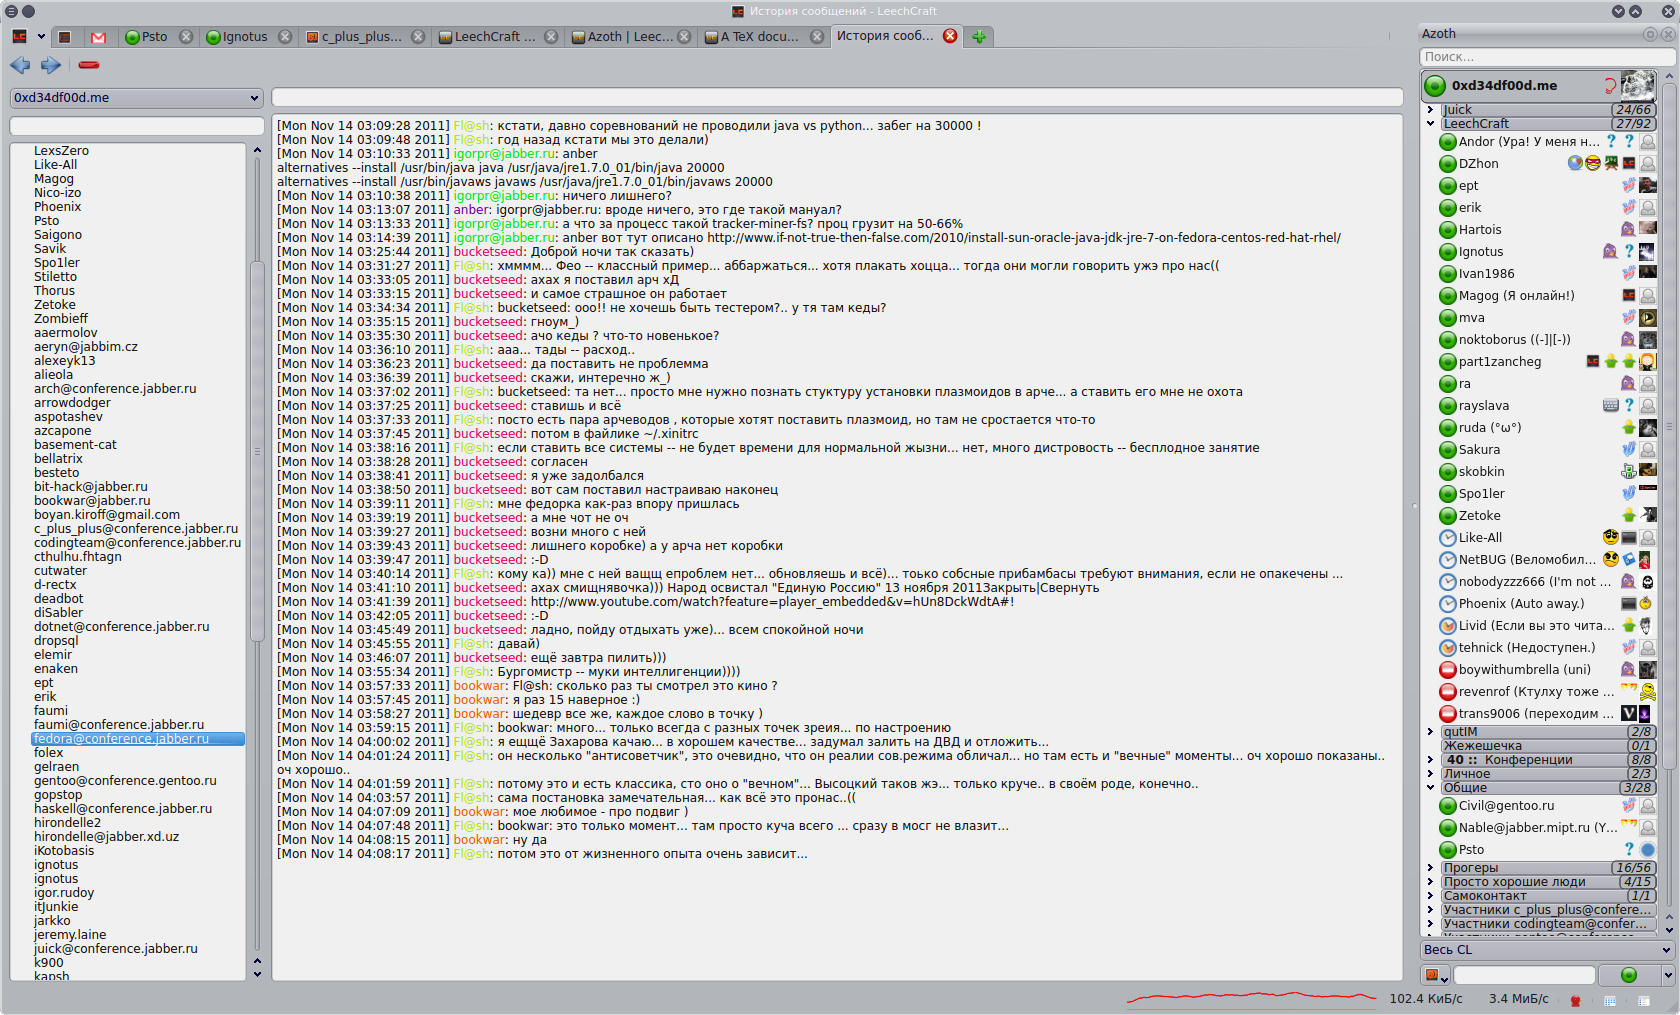 История сообщений - LeechCraft
Psto
Ignotus
c_plus_plus...
LeechCraft ...
Azoth | Leec...
A TeX docu...
История сооб...
0xd34df00d.me
LexsZero
Like-All
Magog
Nico-izo
Phoenix
Psto
Saigono
Savik
Spo1ler
Stiletto
Thorus
Zetoke
Zombieff
aaermolov
aeryn@jabbim.cz
alexeyk13
alieola
arch@conference.jabber.ru
arrowdodger
aspotashev
azcapone
basement-cat
bellatrix
besteto
bit-hack@jabber.ru
bookwar@jabber.ru
boyan.kiroff@gmail.com
c_plus_plus@conference.jabber.ru
codingteam@conference.jabber.ru
cthulhu.fhtagn
cutwater
d-rectx
deadbot
diSabler
dotnet@conference.jabber.ru
dropsql
elemir
enaken
ept
erik
faumi
faumi@conference.jabber.ru
fedora@conference.jabber.ru
folex
gelraen
gentoo@conference.gentoo.ru
gopstop
haskell@conference.jabber.ru
hirondelle2
hirondelle@jabber.xd.uz
iKotobasis
ignotus
ignotus
igor.rudoy
itJunkie
jarkko
jeremy.laine
juick@conference.jabber.ru
k900
kapsh
[Mon Nov 14 03:09:28 2011] Fl@sh: кстати, давно соревнований не проводили java vs python... забег на 30000 !
[Mon Nov 14 03:09:48 2011] Fl@sh: год назад кстати мы это делали)
[Mon Nov 14 03:10:33 2011] igorpr@jabber.ru: anber
alternatives --install /usr/bin/java java /usr/java/jre1.7.0_01/bin/java 20000
alternatives --install /usr/bin/javaws javaws /usr/java/jre1.7.0_01/bin/javaws 20000
[Mon Nov 14 03:10:38 2011] igorpr@jabber.ru: ничего лишнего?
[Mon Nov 14 03:13:07 2011] anber: igorpr@jabber.ru: вроде ничего, это где такой мануал?
[Mon Nov 14 03:13:33 2011] igorpr@jabber.ru: а что за процесс такой tracker-miner-fs? проц грузит на 50-66%
[Mon Nov 14 03:14:39 2011] igorpr@jabber.ru: anber вот тут описано http://www.if-not-true-then-false.com/2010/install-sun-oracle-java-jdk-jre-7-on-fedora-centos-red-hat-rhel/
[Mon Nov 14 03:25:44 2011] bucketseed: Доброй ночи так сказать)
[Mon Nov 14 03:31:27 2011] Fl@sh: хмммм... Фео -- классный пример... аббаржаться... хотя плакать хоцца... тогда они могли говорить ужэ про нас((
[Mon Nov 14 03:33:05 2011] bucketseed: ахах я поставил арч хД
[Mon Nov 14 03:33:15 2011] bucketseed: и самое страшное он работает
[Mon Nov 14 03:34:34 2011] Fl@sh: bucketseed: ооо!! не хочешь быть тестером?.. у тя там кеды?
[Mon Nov 14 03:35:15 2011] bucketseed: гноум_)
[Mon Nov 14 03:35:30 2011] bucketseed: ачо кеды ? что-то новенькое?
[Mon Nov 14 03:36:10 2011] Fl@sh: ааа... тады -- расход..
[Mon Nov 14 03:36:23 2011] bucketseed: да поставить не проблемма
[Mon Nov 14 03:36:39 2011] bucketseed: скажи, интеречно ж_)
[Mon Nov 14 03:37:02 2011] Fl@sh: bucketseed: та нет... просто мне нужно познать стуктуру установки плазмоидов в арче... а ставить его мне не охота
[Mon Nov 14 03:37:25 2011] bucketseed: ставишь и всё
[Mon Nov 14 03:37:33 2011] Fl@sh: посто есть пара арчеводов , которые хотят поставить плазмоид, но там не сростается что-то
[Mon Nov 14 03:37:45 2011] bucketseed: потом в файлике ~/.xinitrc
[Mon Nov 14 03:38:16 2011] Fl@sh: если ставить все системы -- не будет времени для нормальной жызни... нет, много дистровость -- бесплодное занятие
[Mon Nov 14 03:38:28 2011] bucketseed: согласен
[Mon Nov 14 03:38:41 2011] bucketseed: я уже задолбался
[Mon Nov 14 03:38:50 2011] bucketseed: вот сам поставил настраиваю наконец
[Mon Nov 14 03:39:11 2011] Fl@sh: мне федорка как-раз впору пришлась
[Mon Nov 14 03:39:19 2011] bucketseed: а мне чот не оч
[Mon Nov 14 03:39:27 2011] bucketseed: возни много с ней
[Mon Nov 14 03:39:43 2011] bucketseed: лишнего коробке) а у арча нет коробки
[Mon Nov 14 03:39:47 2011] bucketseed: :-D
[Mon Nov 14 03:40:14 2011] Fl@sh: кому ка)) мне с ней ващщ епроблем нет... обновляешь и всё)... тоько собсные прибамбасы требуют внимания, если не опакечены ...
[Mon Nov 14 03:41:10 2011] bucketseed: ахах смищнявочка))) Народ освистал "Единую Россию" 13 ноября 2011Закрыть|Свернуть
[Mon Nov 14 03:41:39 2011] bucketseed: http://www.youtube.com/watch?feature=player_embedded&v=hUn8DckWdtA#!
[Mon Nov 14 03:42:05 2011] bucketseed: :-D
[Mon Nov 14 03:45:49 2011] bucketseed: ладно, пойду отдыхать уже)... всем спокойной ночи
[Mon Nov 14 03:45:55 2011] Fl@sh: давай)
[Mon Nov 14 03:46:07 2011] bucketseed: ещё завтра пилить)))
[Mon Nov 14 03:55:34 2011] Fl@sh: Бургомистр -- муки интеллигенции))))
[Mon Nov 14 03:57:33 2011] bookwar: Fl@sh: сколько раз ты смотрел это кино ?
[Mon Nov 14 03:57:45 2011] bookwar: я раз 15 наверное :)
[Mon Nov 14 03:58:27 2011] bookwar: шедевр все же, каждое слово в точку )
[Mon Nov 14 03:59:15 2011] Fl@sh: bookwar: много... только всегда с разных точек зреия... по настроению
[Mon Nov 14 04:00:02 2011] Fl@sh: я ещщё Захарова качаю... в хорошем качестве... задумал залить на ДВД и отложить...
[Mon Nov 14 04:01:24 2011] Fl@sh: он несколько "антисоветчик", это очевидно, что он реалии сов.режима обличал... но там есть и "вечные" моменты... оч хорошо показаны..
оч хорошо..
[Mon Nov 14 04:01:59 2011] Fl@sh: потому это и есть классика, сто оно о "вечном"... Высоцкий таков жэ... только круче.. в своём роде, конечно..
[Mon Nov 14 04:03:57 2011] Fl@sh: сама постановка замечательная... как всё это пронас..((
[Mon Nov 14 04:07:09 2011] bookwar: мое любимое - про подвиг )
[Mon Nov 14 04:07:48 2011] Fl@sh: bookwar: это только момент... там просто куча всего ... сразу в мосг не влазит...
[Mon Nov 14 04:08:15 2011] bookwar: ну да
[Mon Nov 14 04:08:17 2011] Fl@sh: потом это от жизненного опыта очень зависит...
Azoth
Поиск...
0xd34df00d.me
Juick 24/66
LeechCraft 27/92
Andor (Ура! У меня н...
DZhon
ept
erik
Hartois
Ignotus
Ivan1986
Magog (Я онлайн!)
mva
noktoborus ((-]|[-))
part1zancheg
ra
rayslava
ruda (°ω°)
Sakura
skobkin
Spo1ler
Zetoke
Like-All
NetBUG (Веломобил...
nobodyzzz666 (I'm not ...
Phoenix (Auto away.)
Livid (Если вы это чита...
tehnick (Недоступен.)
boywithumbrella (uni)
revenrof (Ктулху тоже ...
trans9006 (переходим ...
qutIM 2/8
Жежешечка 0/1
40 :: Конференции 8/8
Личное 2/3
Общие 3/28
Civil@gentoo.ru
Nable@jabber.mipt.ru (Y...
Psto
Прогеры 16/56
Просто хорошие люди 4/15
Самоконтакт 1/1
Участники c_plus_plus@confere...
Участники codingteam@confer...
Весь CL
102.4 КиБ/с 3.4 МиБ/с